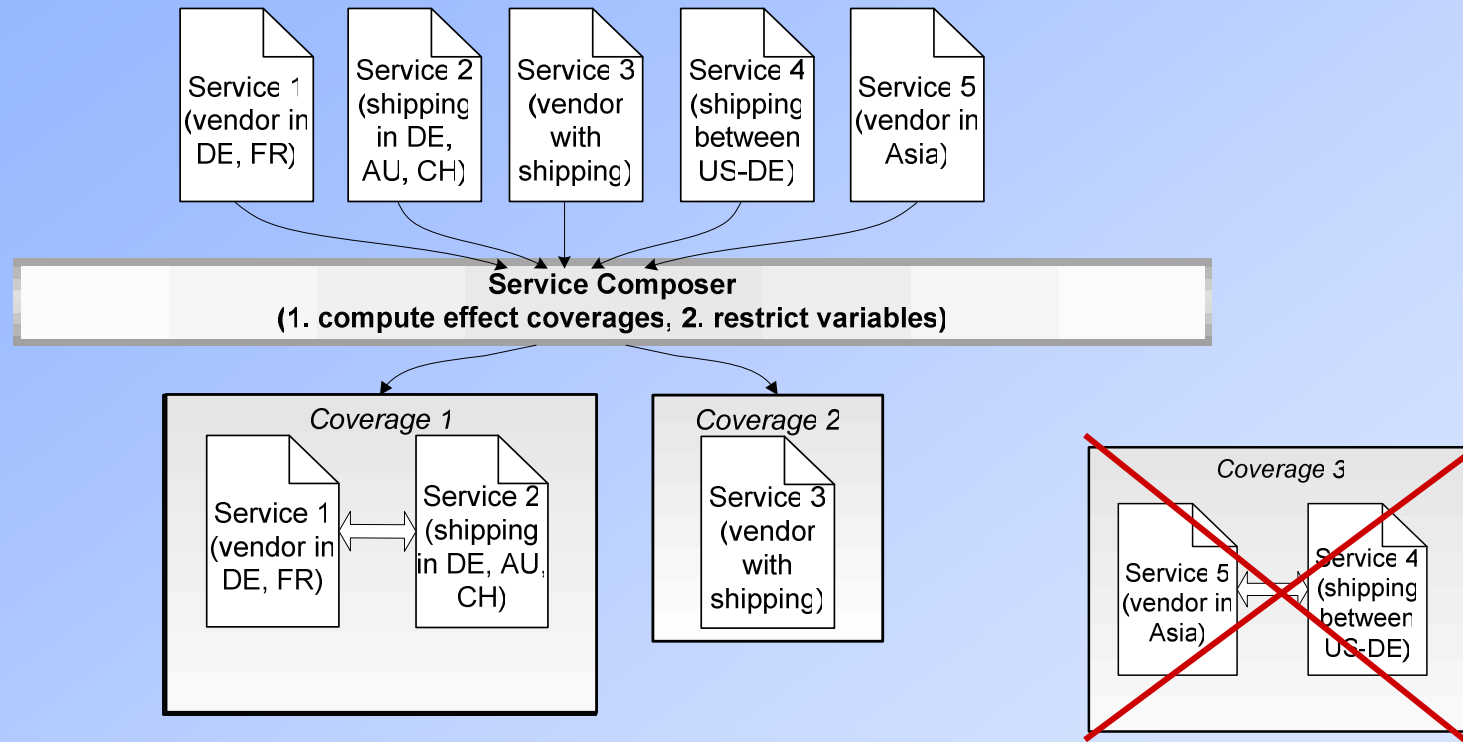 Service 1
(vendor in
DE, FR)
Service 2
(shipping
in DE,
AU, CH)
Service 3
(vendor
with
shipping)
Service 4
(shipping
between
US-DE)
Service 5
(vendor in
Asia)
Service Composer
(1. compute effect coverages, 2. restrict variables)
Coverage 1
Service 1
(vendor in
DE, FR)
Service 2
(shipping
in DE, AU,
CH)
Coverage 2
Service 3
(vendor
with
shipping)
Coverage 3
Service 5
(vendor in
Asia)
Service 4
(shipping
between
US-DE)